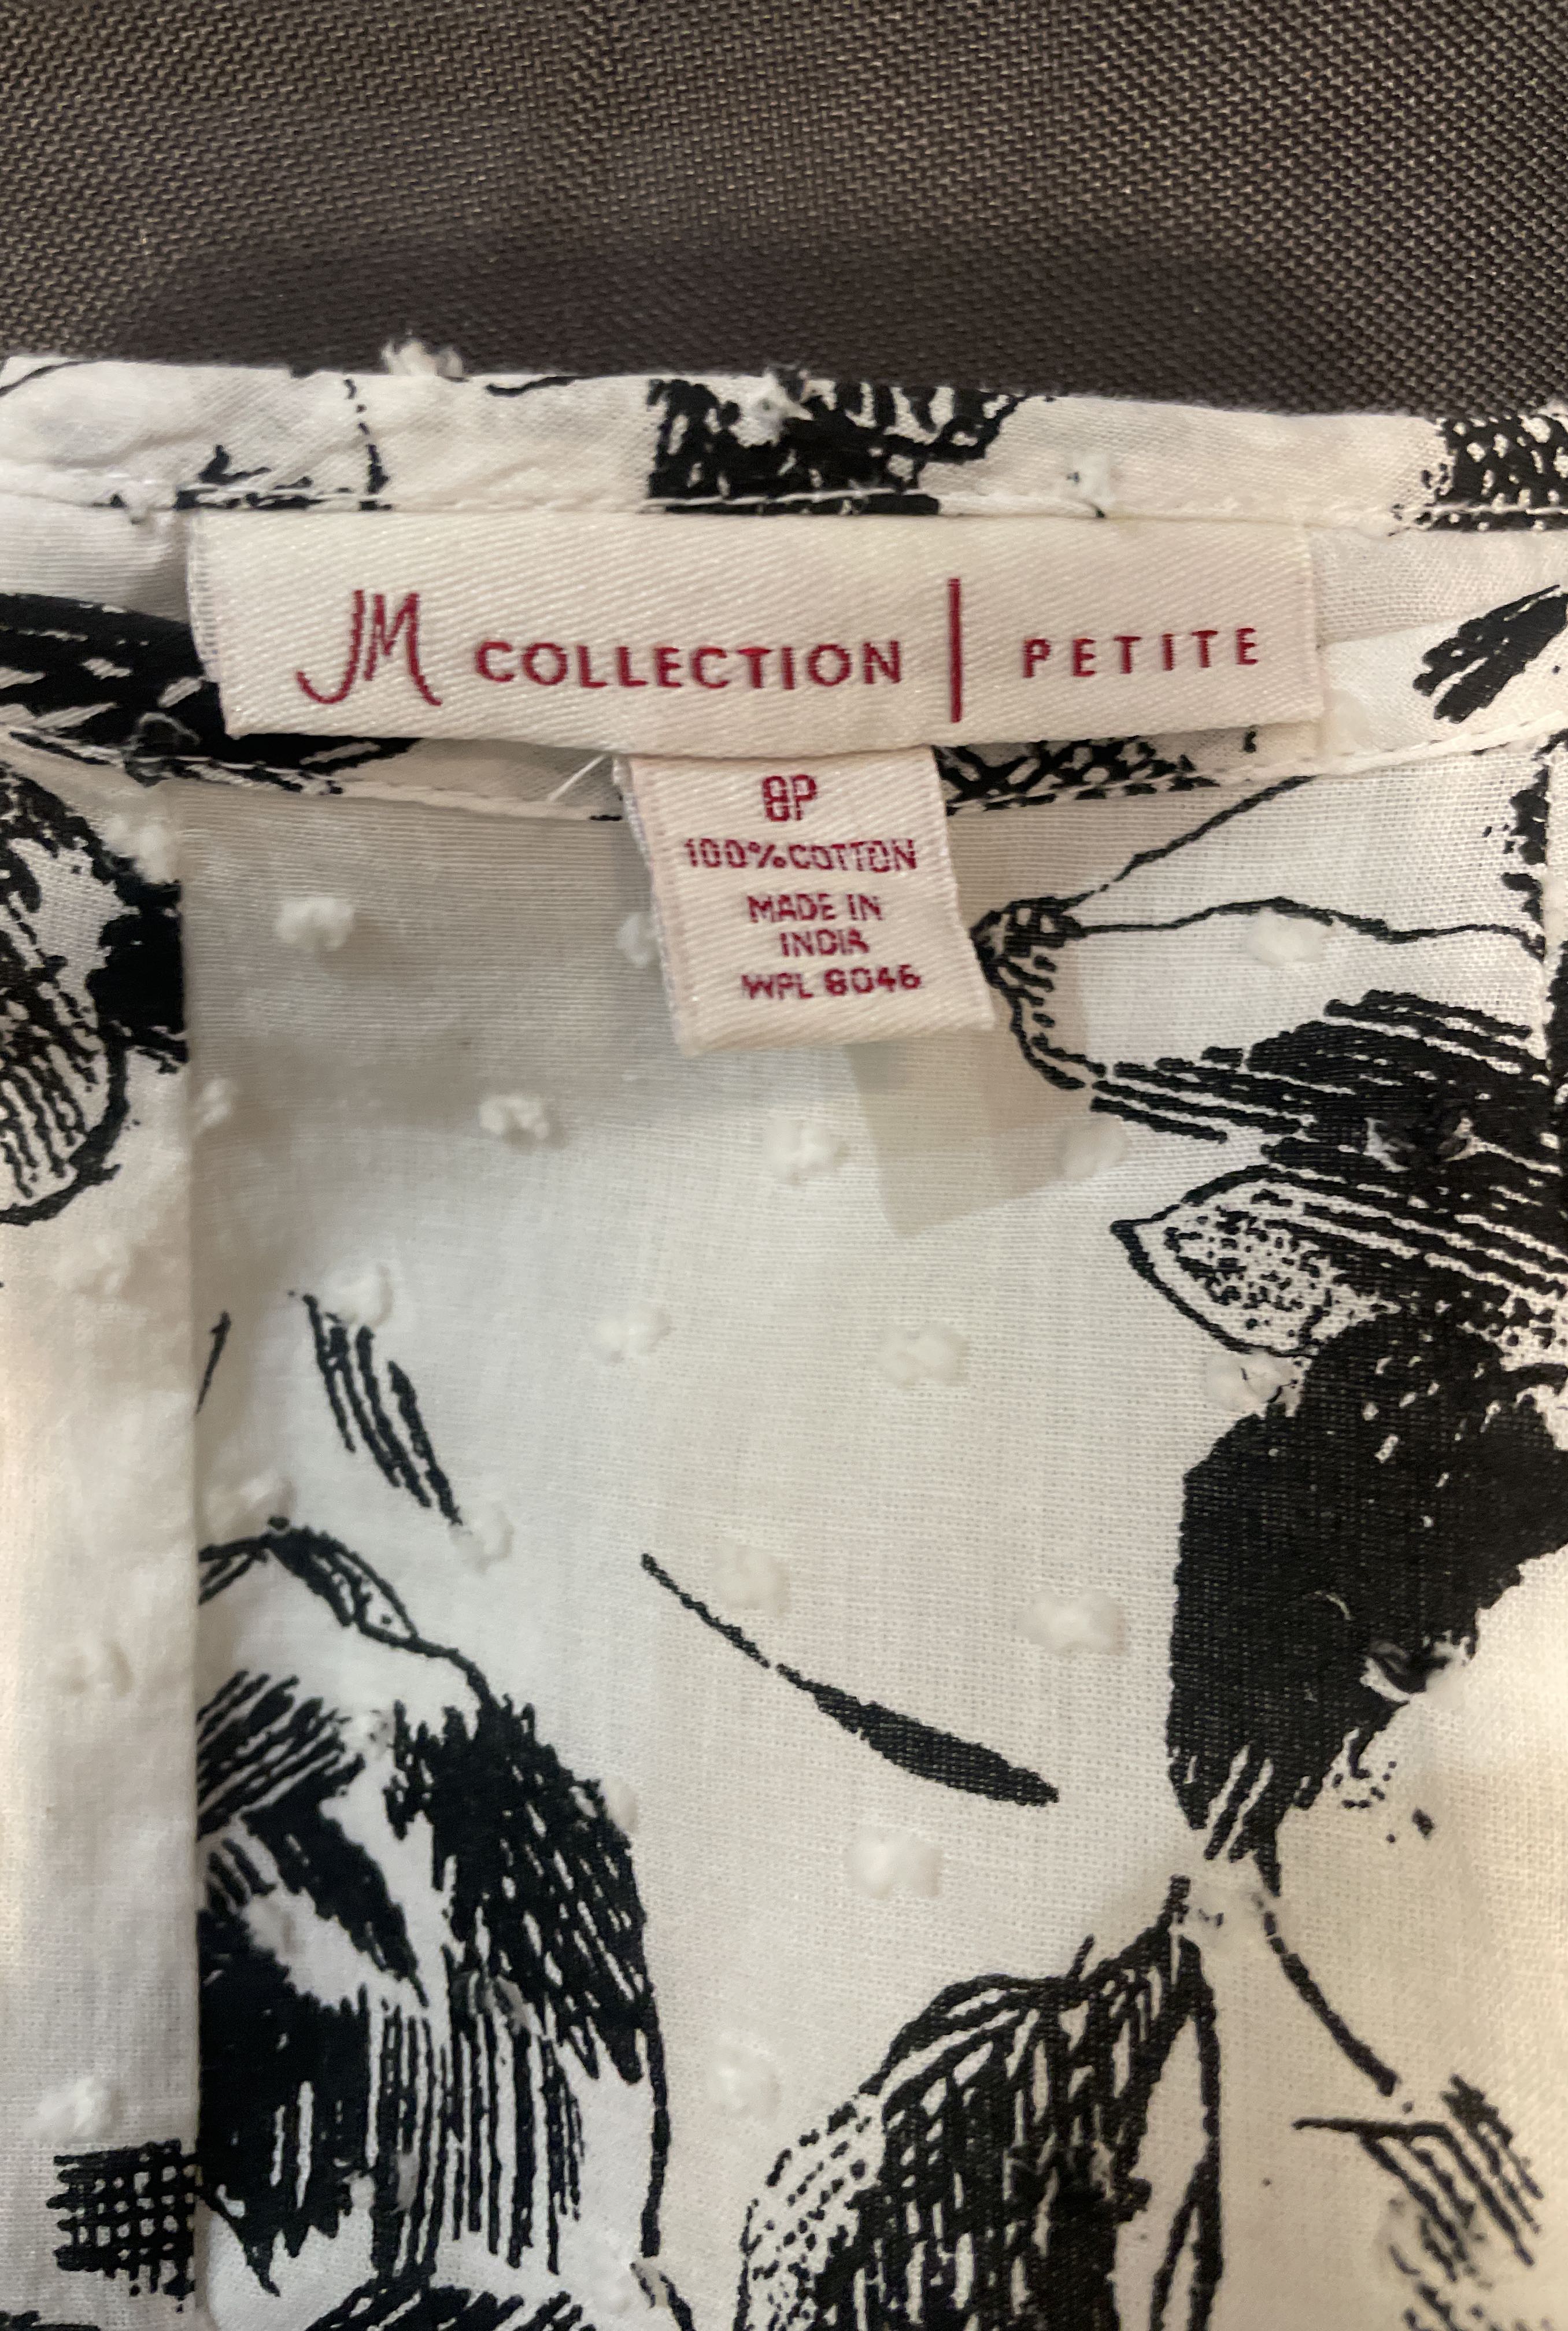 JM COLLECTION | PETITE
8P
100%COTTON
MADE IN
INDIA
WPL 8046